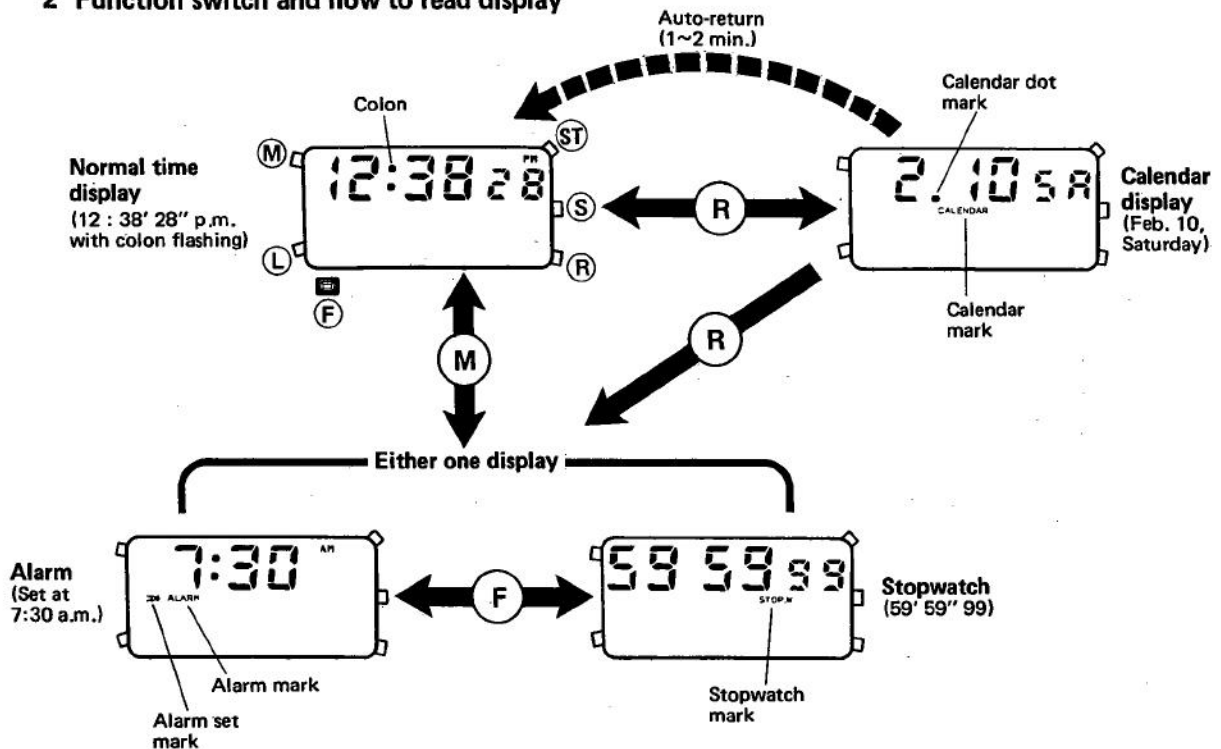 2 Function switch and how to read display
Auto-return
(1~2 min.)
Calendar dot
mark
Colon
M
ST
Normal time
display
(12 : 38' 28" p.m.
with colon flashing)
12:38 28
PM
S
L
R
F
R
2.10 SA
CALENDAR
Calendar
display
(Feb. 10,
Saturday)
Calendar
mark
R
M
Either one display
Alarm
(Set at
7:30 a.m.)
7:30
AM
ALARM
F
59 59 99
STOP.W
Stopwatch
(59' 59" 99)
Alarm mark
Alarm set
mark
Stopwatch
mark